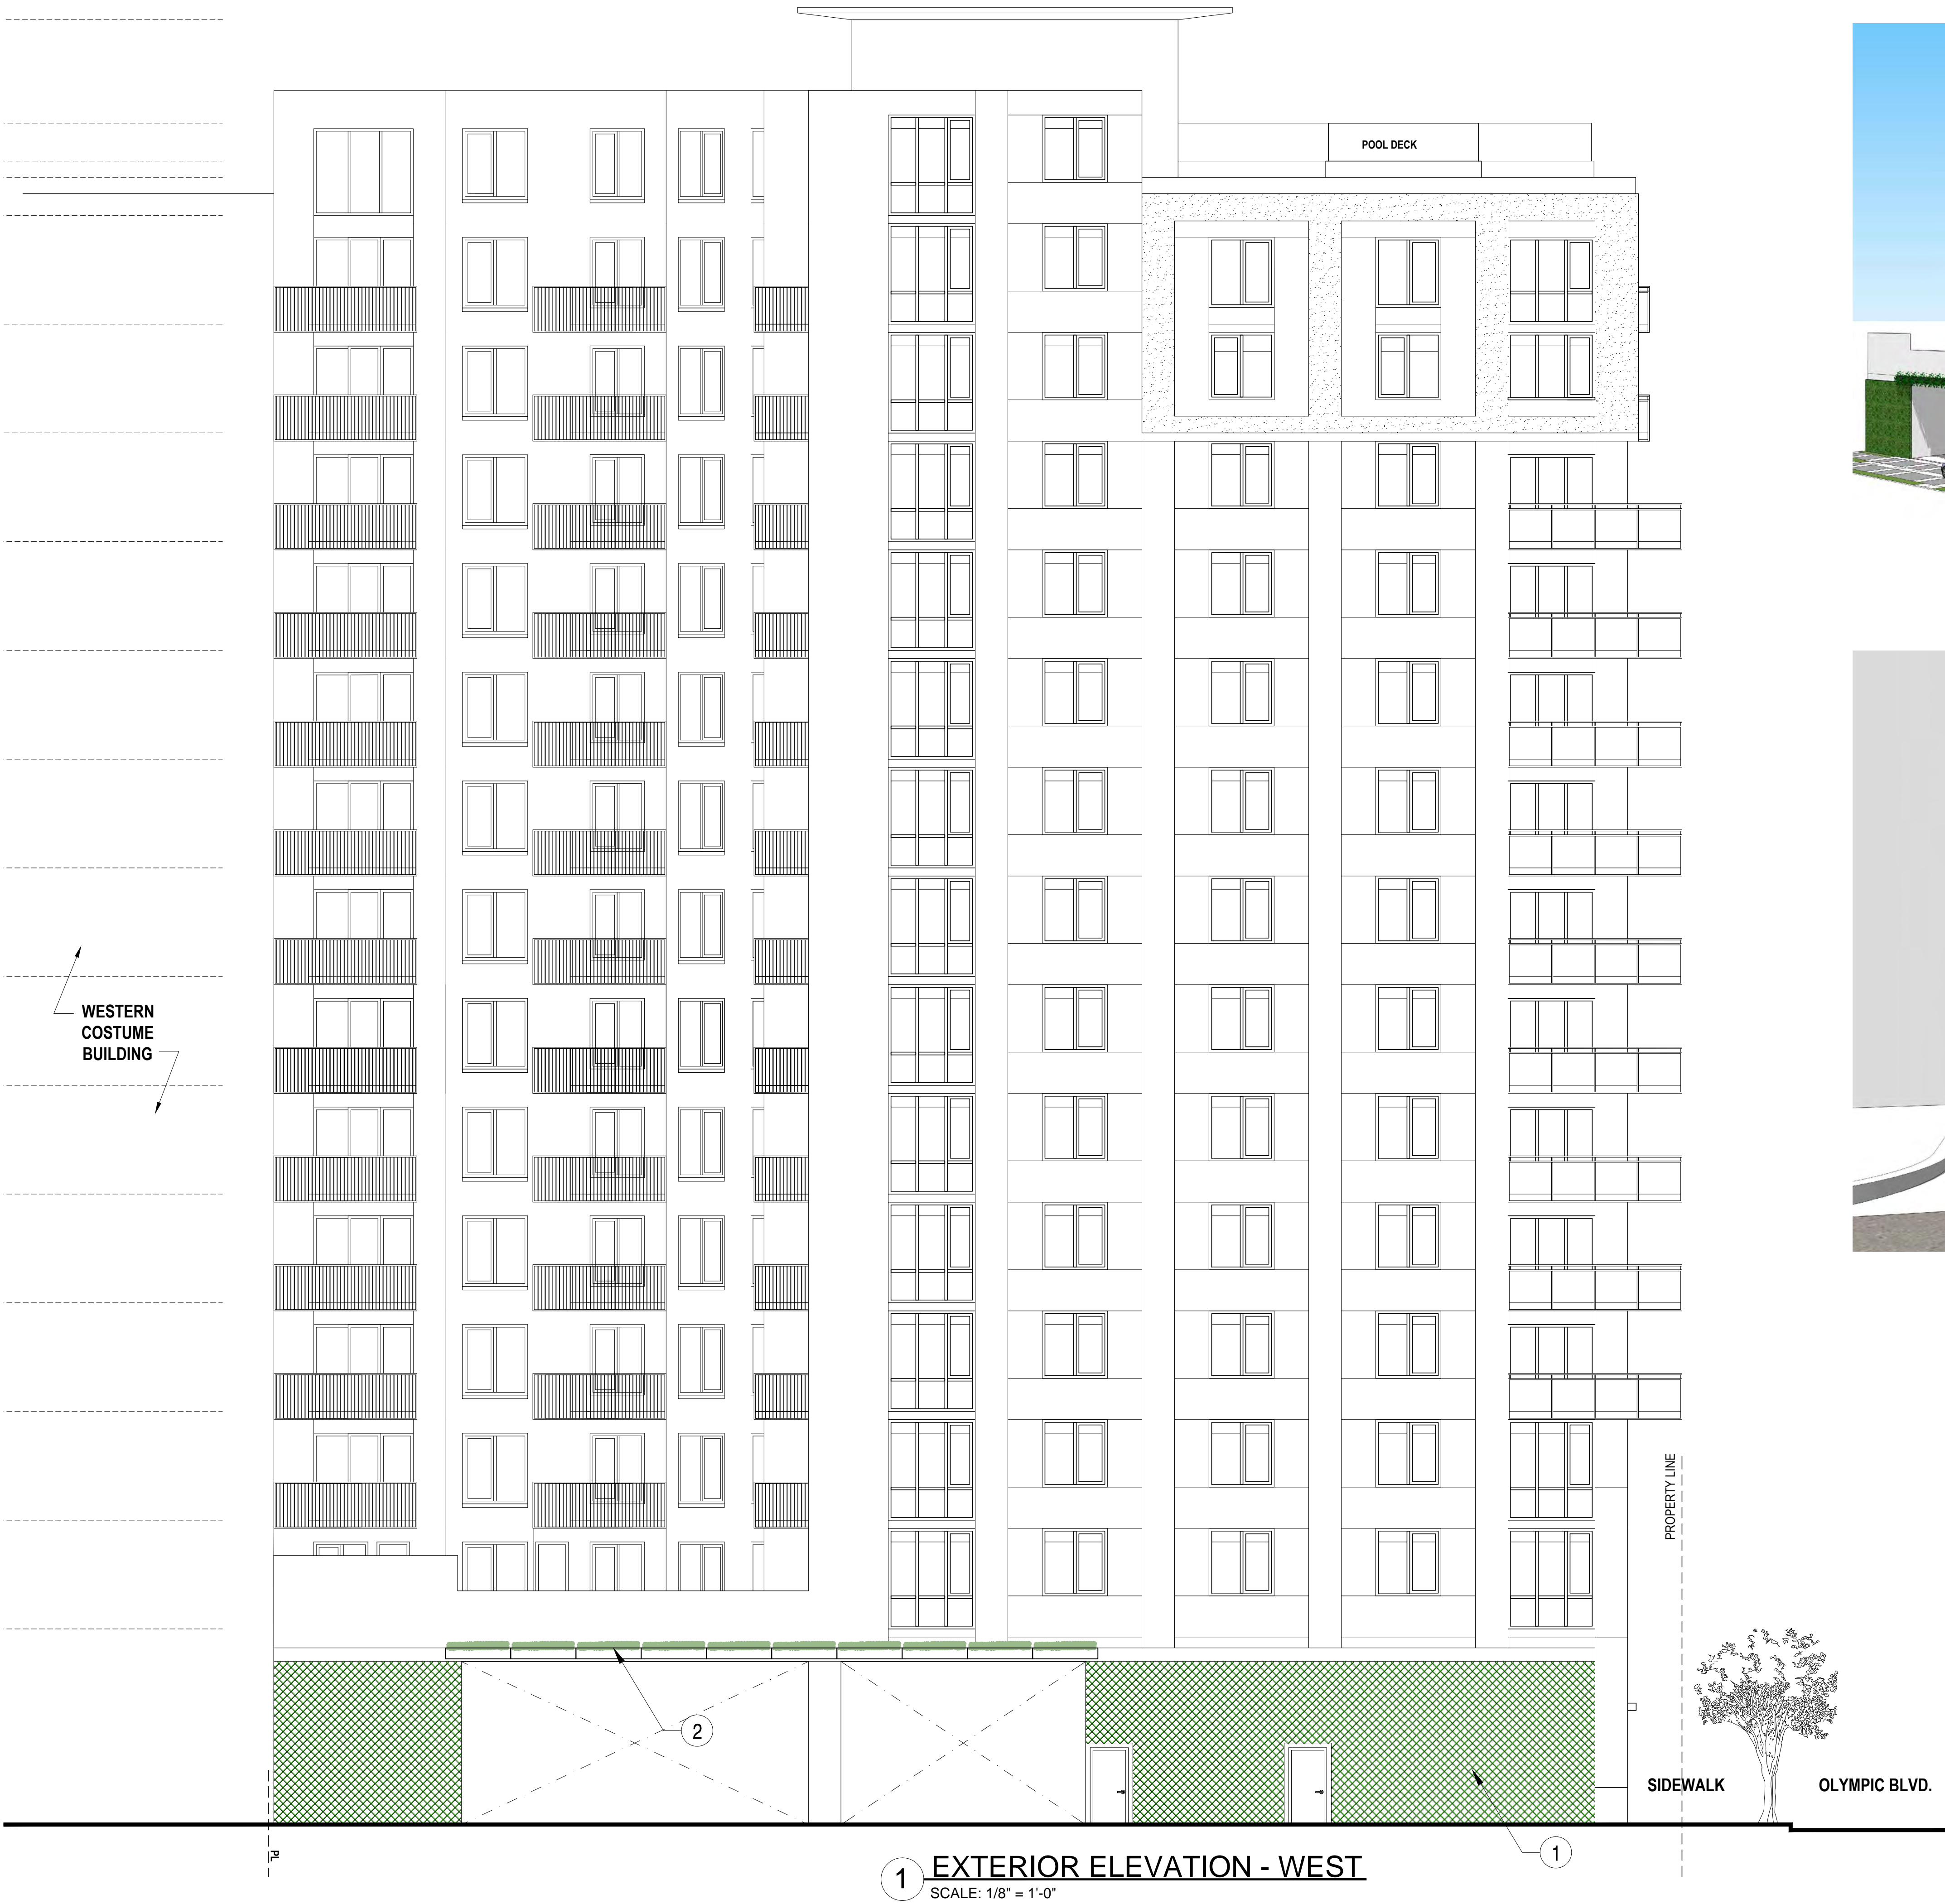 POOL DECK
WESTERN
COSTUME
BUILDING
PROPERTY LINE
2
SIDEWALK
OLYMPIC BLVD.
PL
1
1
EXTERIOR ELEVATION - WEST
SCALE: 1/8" = 1'-0"